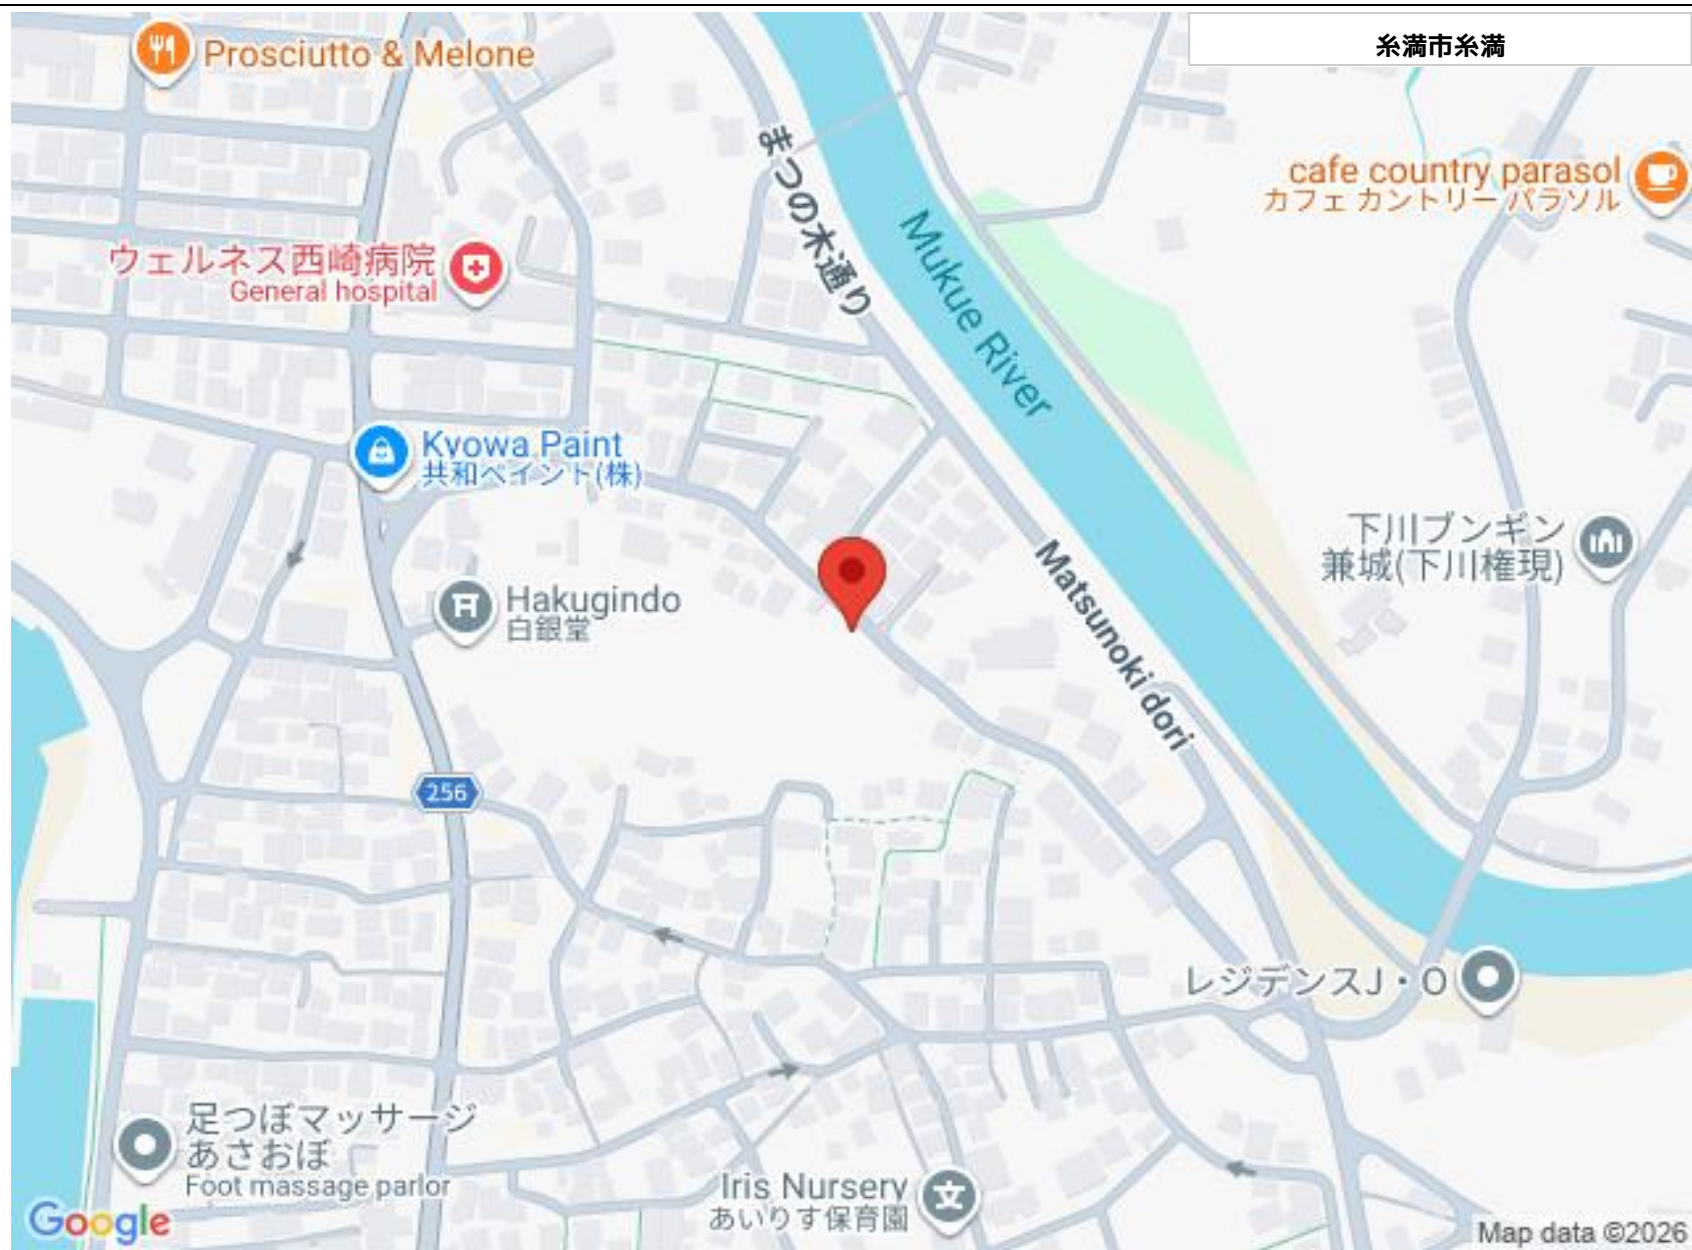 糸満市糸満
Prosciutto & Melone
まつの木通り
cafe country parasol
カフェ カントリー パラソル
Mukue River
ウェルネス西崎病院
General hospital
Kyowa Paint
共和ペイント(株)
下川ブンギン
兼城(下川権現)
Matsunoki dori
Hakugindo
白銀堂
256
レジデンスJ・O
足つぼマッサージ
あさおぼ
Foot massage parlor
Iris Nursery
あいりす保育園
Google
Map data ©2026